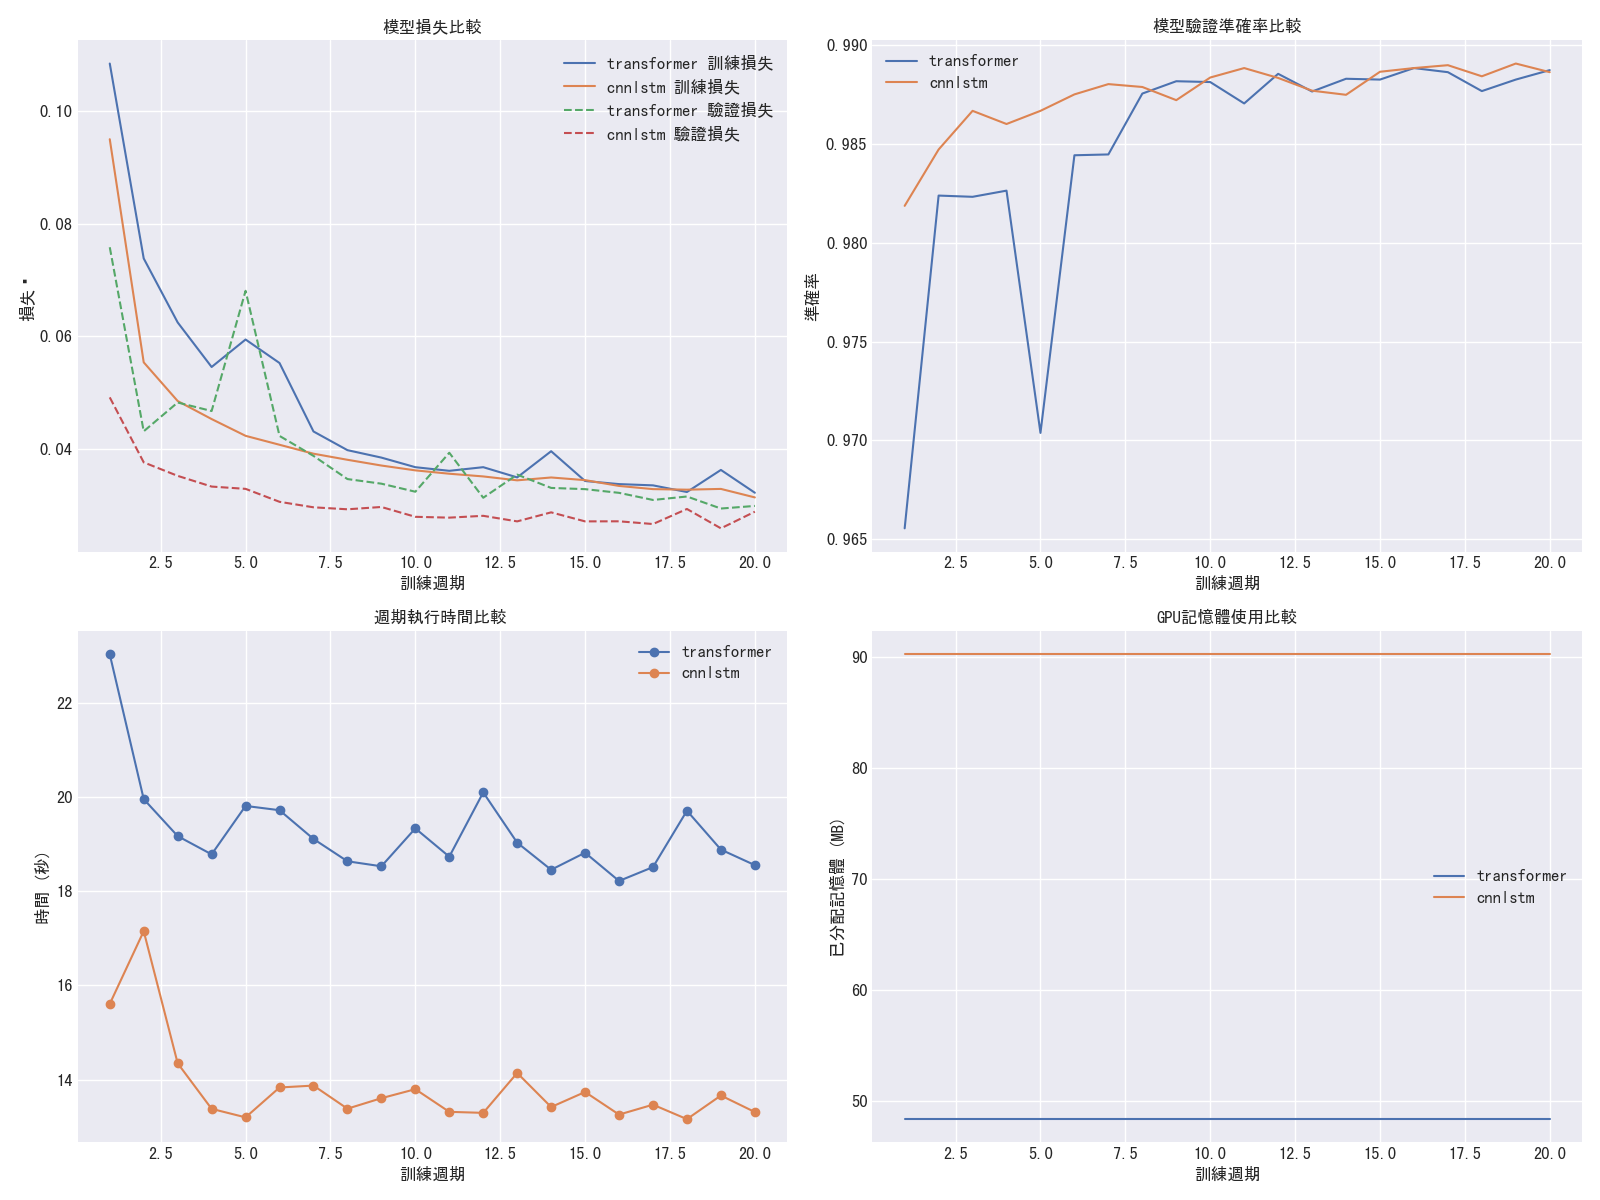 模型損失比較
transformer 訓練損失
cnnlstm 訓練損失
transformer 驗證損失
cnnlstm 驗證損失
0.10
0.08
0.06
0.04
損失
2.5 5.0 7.5 10.0 12.5 15.0 17.5 20.0
訓練週期
模型驗證準確率比較
transformer
cnnlstm
0.990
0.985
0.980
0.975
0.970
0.965
準確率
2.5 5.0 7.5 10.0 12.5 15.0 17.5 20.0
訓練週期
週期執行時間比較
transformer
cnnlstm
22
20
18
16
14
時間 (秒)
2.5 5.0 7.5 10.0 12.5 15.0 17.5 20.0
訓練週期
GPU記憶體使用比較
90
80
70
60
50
已分配記憶體 (MB)
transformer
cnnlstm
2.5 5.0 7.5 10.0 12.5 15.0 17.5 20.0
訓練週期